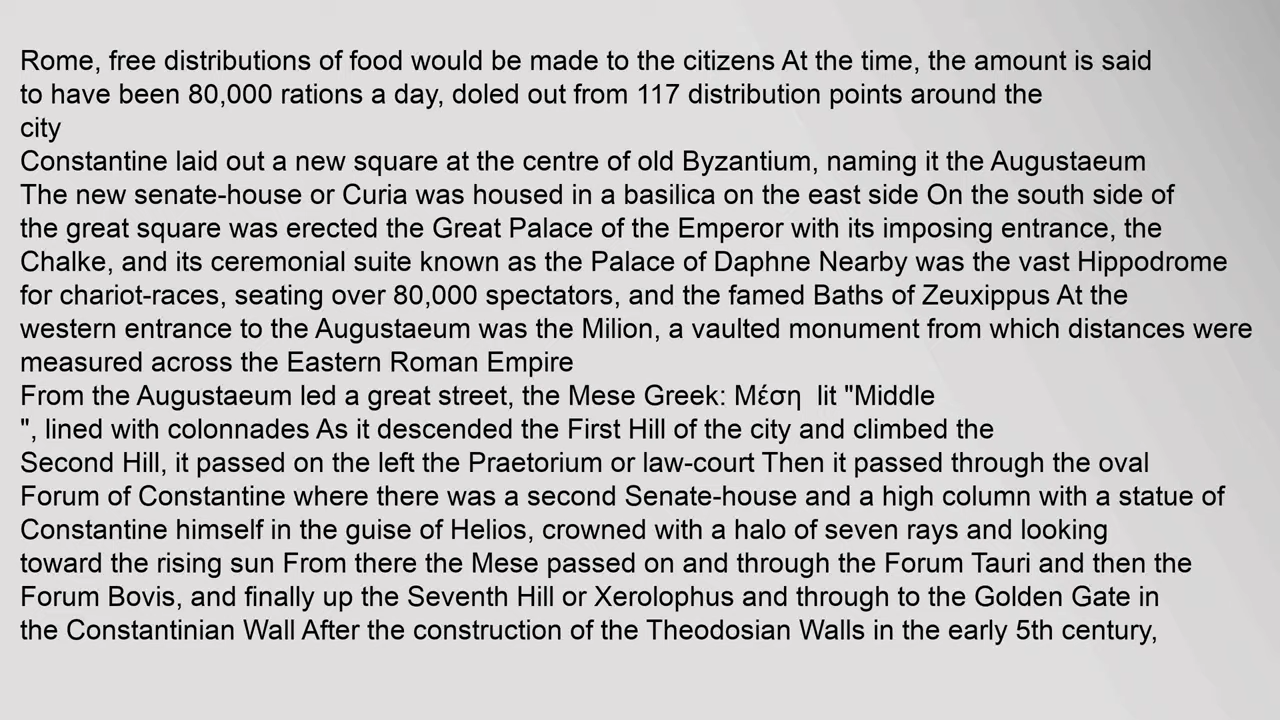 Rome, free distributions of food would be made to the citizens At the time, the amount is said
to have been 80,000 rations a day, doled out from 117 distribution points around the
city
Constantine laid out a new square at the centre of old Byzantium, naming it the Augustaeum
The new senate-house or Curia was housed in a basilica on the east side On the south side of
the great square was erected the Great Palace of the Emperor with its imposing entrance, the
Chalke, and its ceremonial suite known as the Palace of Daphne Nearby was the vast Hippodrome
for chariot-races, seating over 80,000 spectators, and the famed Baths of Zeuxippus At the
western entrance to the Augustaeum was the Milion, a vaulted monument from which distances were
measured across the Eastern Roman Empire
From the Augustaeum led a great street, the Mese Greek: Μέση  lit "Middle
", lined with colonnades As it descended the First Hill of the city and climbed the
Second Hill, it passed on the left the Praetorium or law-court Then it passed through the oval
Forum of Constantine where there was a second Senate-house and a high column with a statue of
Constantine himself in the guise of Helios, crowned with a halo of seven rays and looking
toward the rising sun From there the Mese passed on and through the Forum Tauri and then the
Forum Bovis, and finally up the Seventh Hill or Xerolophus and through to the Golden Gate in
the Constantinian Wall After the construction of the Theodosian Walls in the early 5th century,